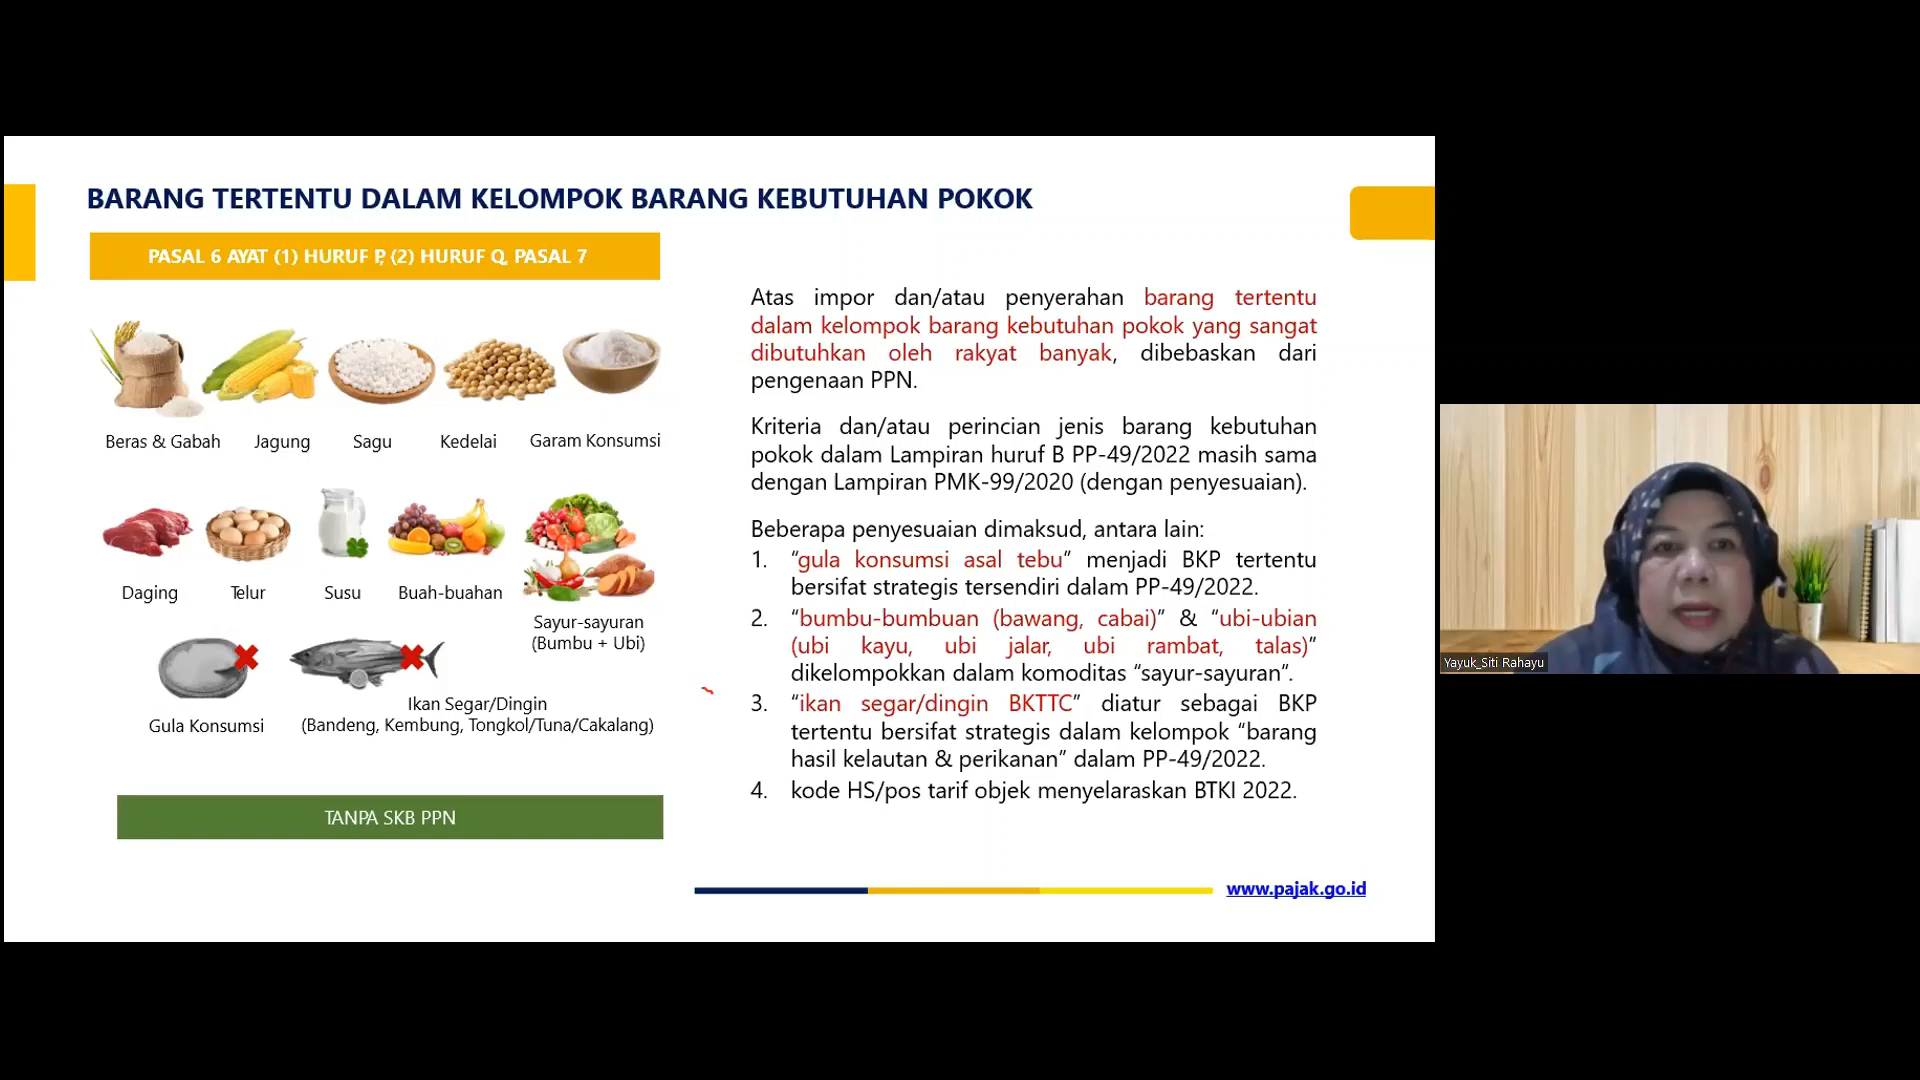 BARANG TERTENTU DALAM KELOMPOK BARANG KEBUTUHAN POKOK
PASAL 6 AYAT (1) HURUF P, (2) HURUF Q, PASAL 7
Beras & Gabah
Jagung
Sagu
Kedelai
Garam Konsumsi
Daging
Telur
Susu
Buah-buahan
Sayur-sayuran
(Bumbu + Ubi)
Gula Konsumsi
Ikan Segar/Dingin
(Bandeng, Kembung, Tongkol/Tuna/Cakalang)
TANPA SKB PPN
Atas impor dan/atau penyerahan barang tertentu
dalam kelompok barang kebutuhan pokok yang sangat
dibutuhkan oleh rakyat banyak, dibebaskan dari
pengenaan PPN.
Kriteria dan/atau perincian jenis barang kebutuhan
pokok dalam Lampiran huruf B PP-49/2022 masih sama
dengan Lampiran PMK-99/2020 (dengan penyesuaian).
Beberapa penyesuaian dimaksud, antara lain:
1. “gula konsumsi asal tebu” menjadi BKP tertentu
bersifat strategis tersendiri dalam PP-49/2022.
2. “bumbu-bumbuan (bawang, cabai)” & “ubi-ubian
(ubi kayu, ubi jalar, ubi rambat, talas)”
dikelompokkan dalam komoditas “sayur-sayuran“.
3. “ikan segar/dingin BKTTC” diatur sebagai BKP
tertentu bersifat strategis dalam kelompok “barang
hasil kelautan & perikanan” dalam PP-49/2022.
4. kode HS/pos tarif objek menyelaraskan BTKI 2022.
www.pajak.go.id
Yayuk_Siti Rahayu